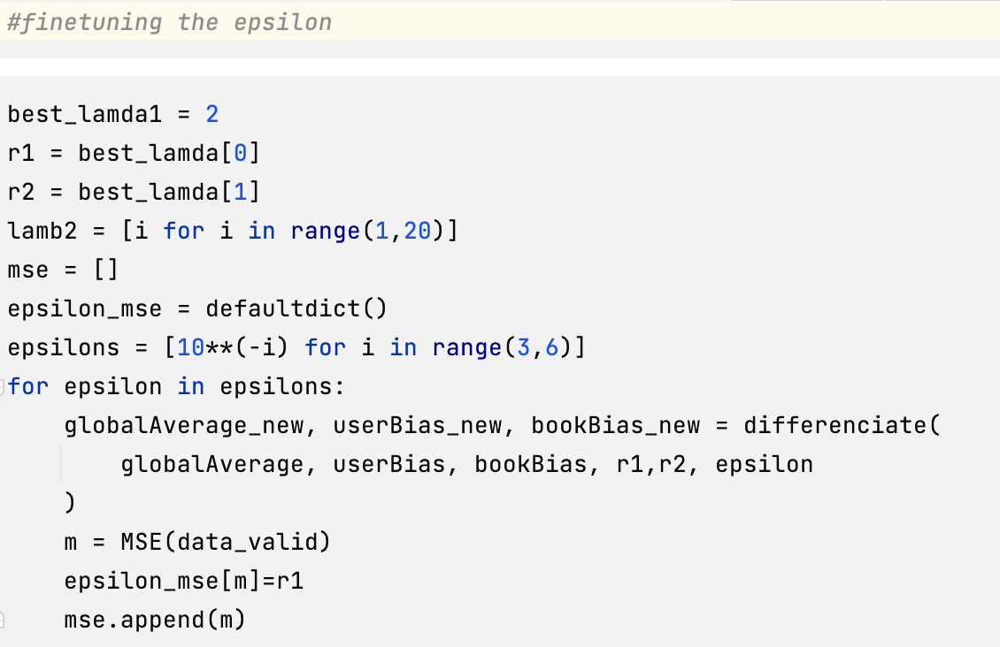 #finetuning the epsilon
best_lamda1 = 2
r1 = best_lamda[0]
r2 = best_lamda[1]
lamb2 = [i for i in range(1,20)]
mse = []
epsilon_mse = defaultdict()
epsilons = [10**(-i) for i in range(3,6)]
for epsilon in epsilons:
    globalAverage_new, userBias_new, bookBias_new = differenciate(
        globalAverage, userBias, bookBias, r1,r2, epsilon
    )
    m = MSE(data_valid)
    epsilon_mse[m]=r1
    mse.append(m)